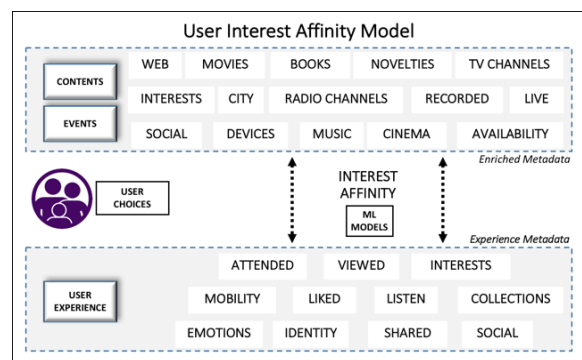 User Interest Affinity Model
CONTENTS
EVENTS
WEB MOVIES BOOKS NOVELTIES TV CHANNELS
INTERESTS CITY RADIO CHANNELS RECORDED LIVE
SOCIAL DEVICES MUSIC CINEMA AVAILABILITY
Enriched Metadata
USER
CHOICES
INTEREST
AFFINITY
ML
MODELS
Experience Metadata
USER
EXPERIENCE
ATTENDED VIEWED INTERESTS
MOBILITY LIKED LISTEN COLLECTIONS
EMOTIONS IDENTITY SHARED SOCIAL